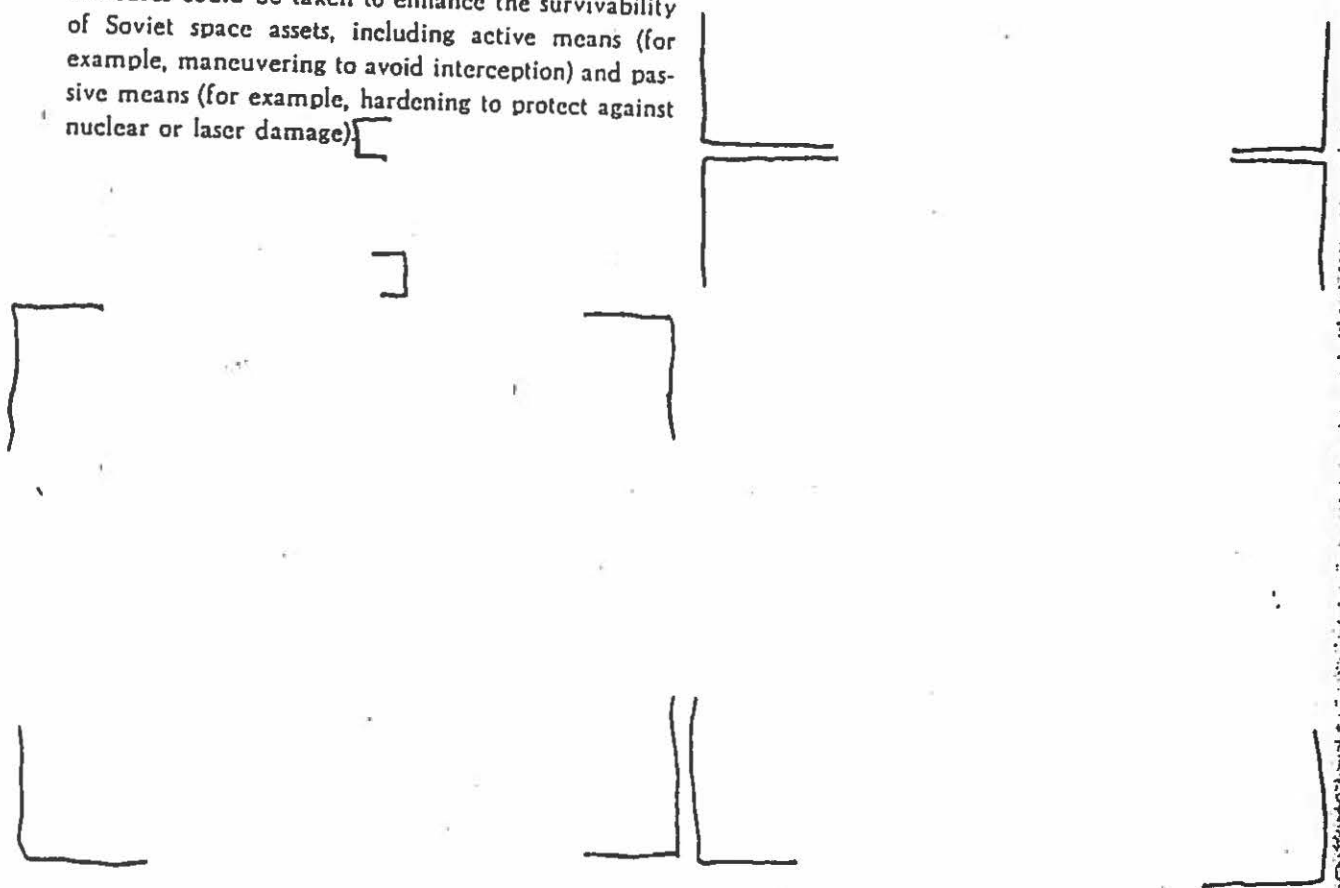 could be taken to enhance the survivability
of Soviet space assets, including active means (for
example, maneuvering to avoid interception) and pas-
sive means (for example, hardening to protect against
nuclear or laser damage).